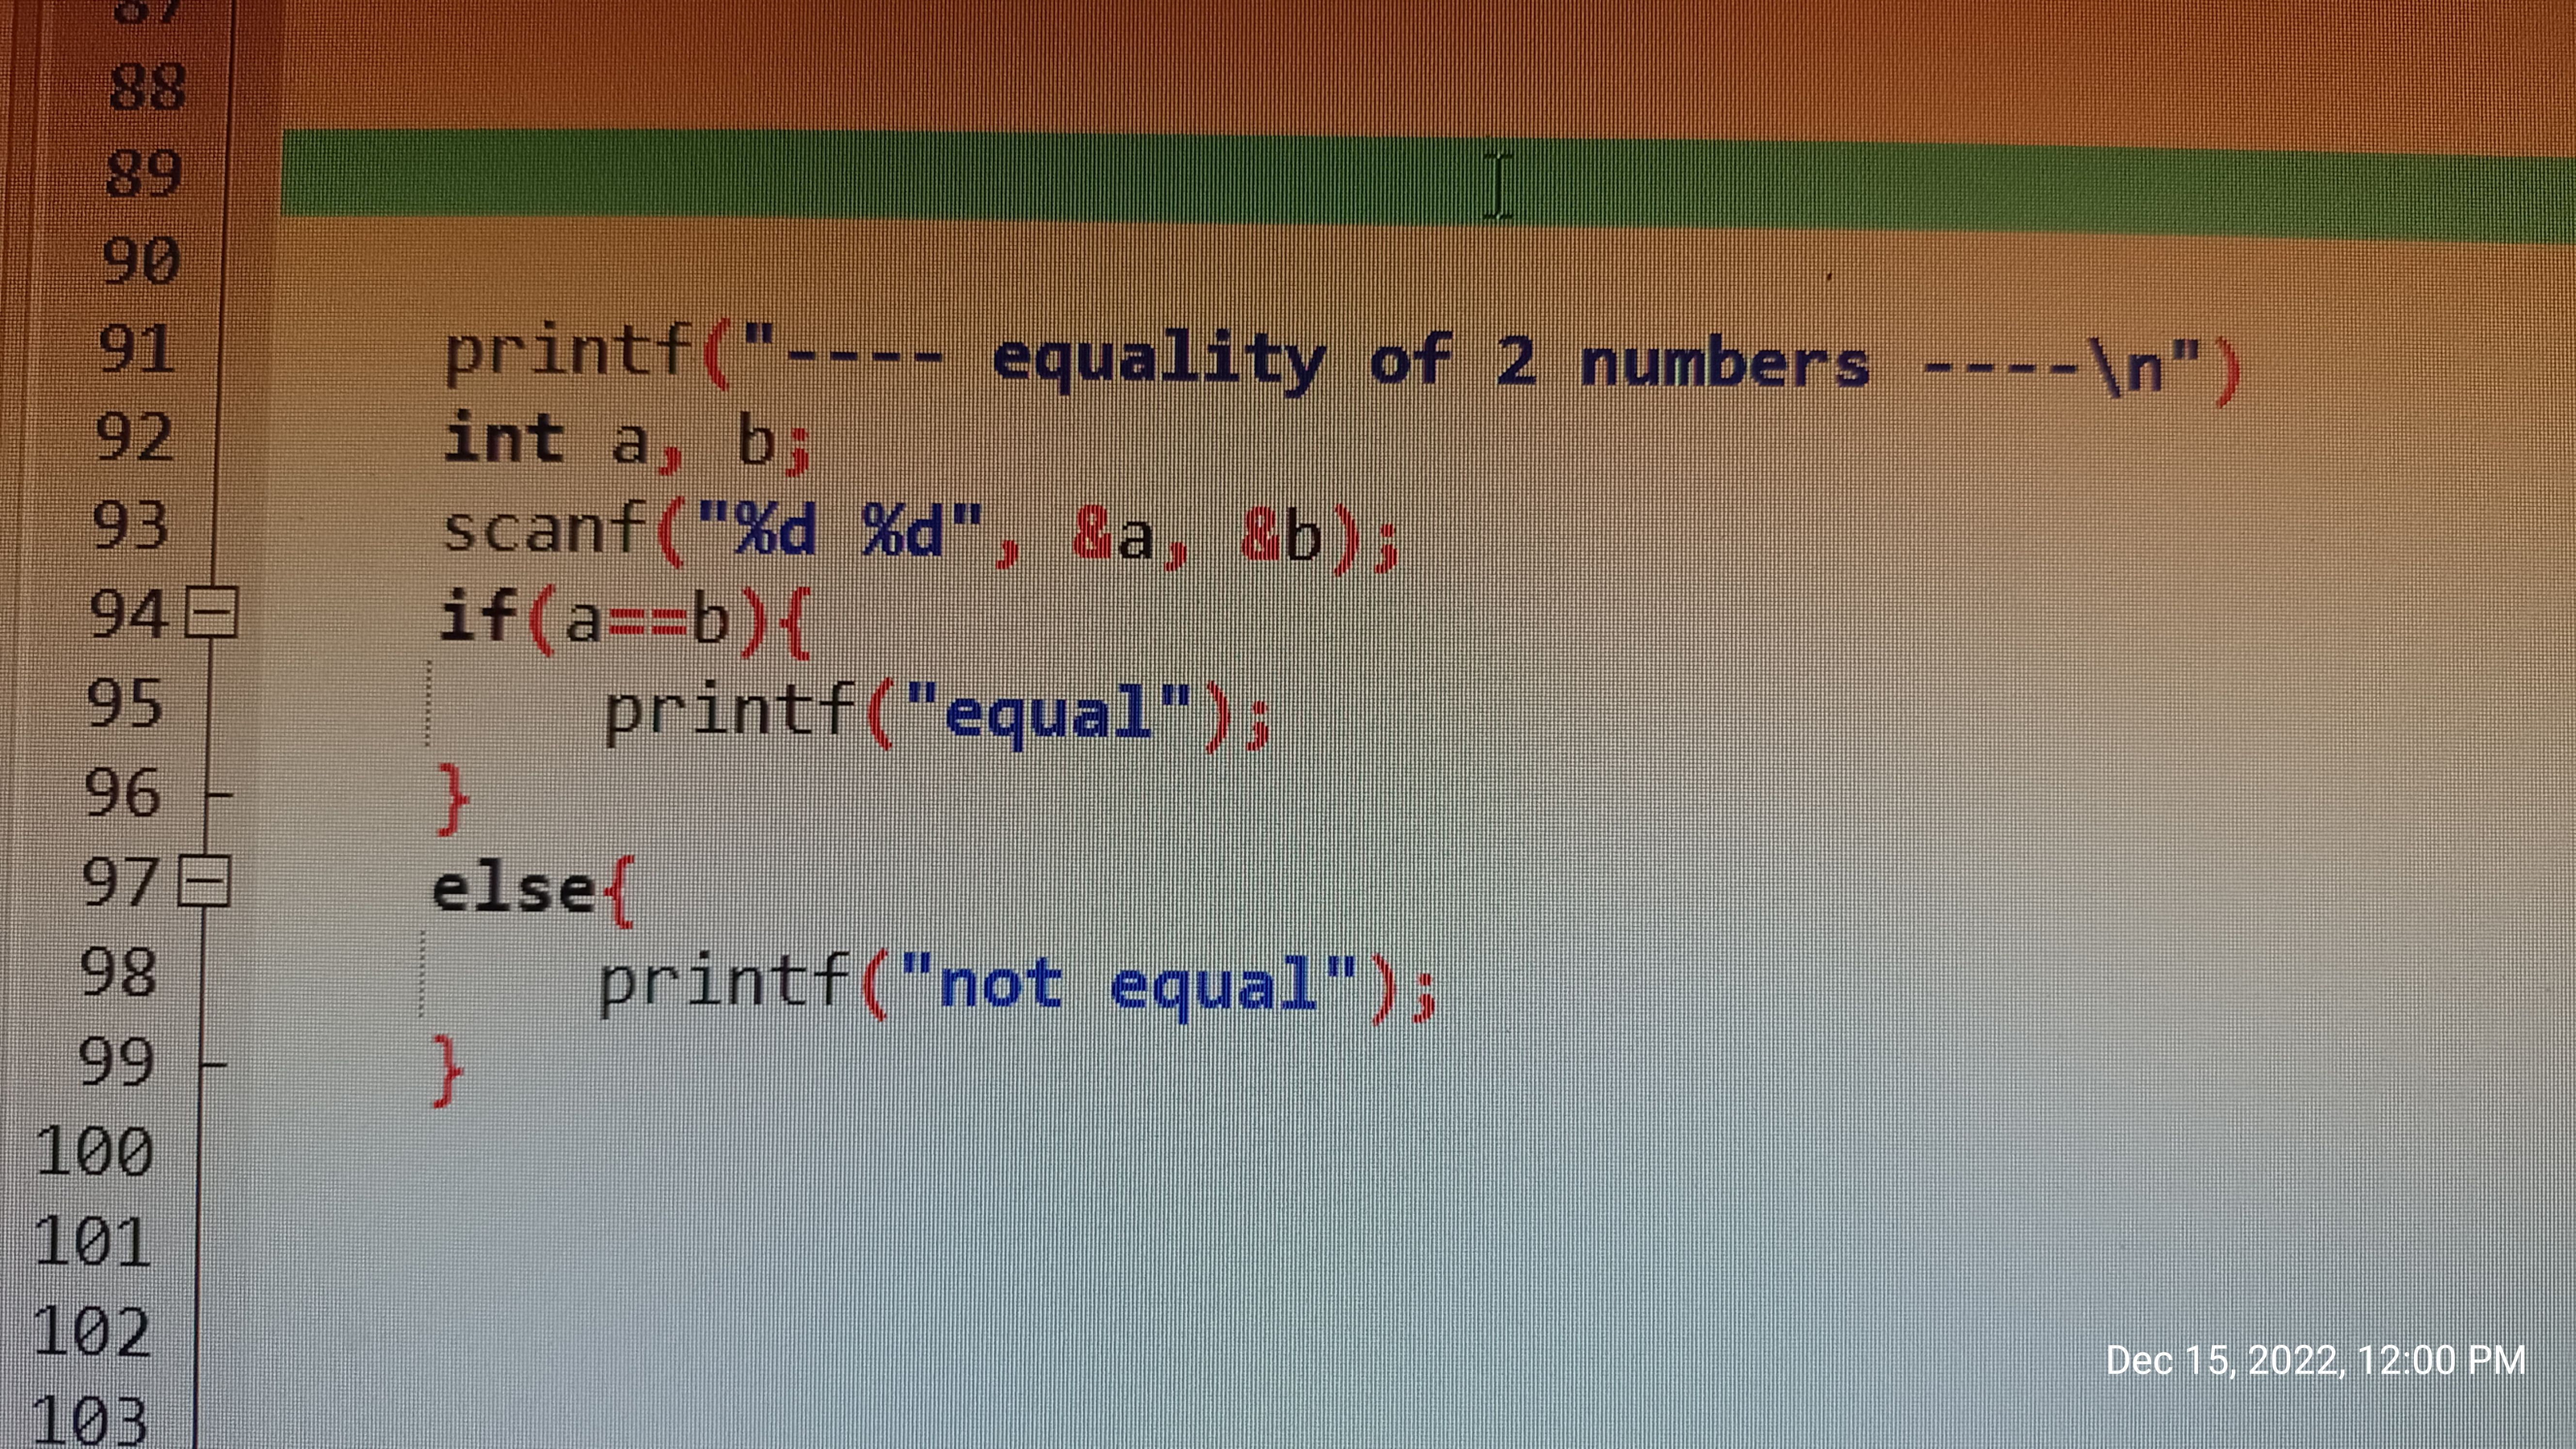 87
88
89
90
91 printf("---- equality of 2 numbers ----\n")
92 int a, b;
93 scanf("%d %d", &a, &b);
94 if(a==b){
95 printf("equal");
96 }
97 else{
98 printf("not equal");
99 }
100
101
102
103
Dec 15, 2022, 12:00 PM